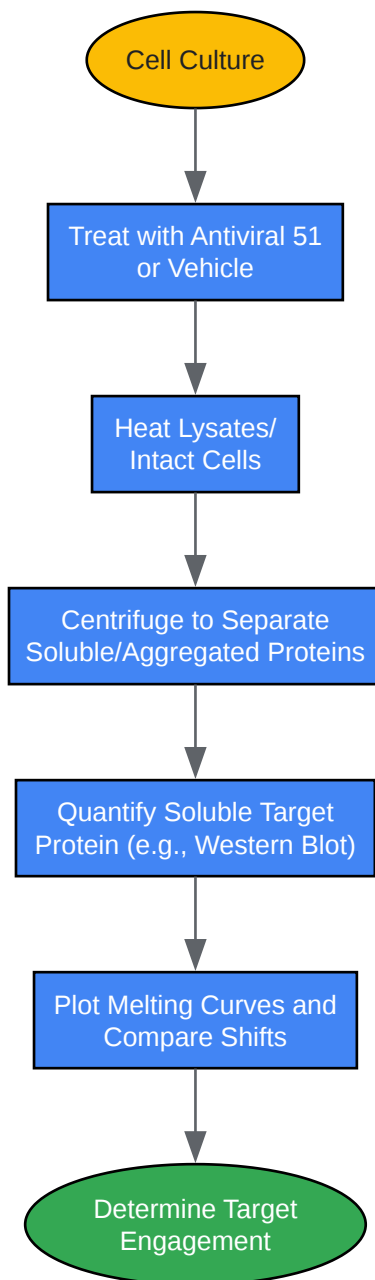 Cell Culture
Treat with Antiviral 51
or Vehicle
Heat Lysates/
Intact Cells
Centrifuge to Separate
Soluble/Aggregated Proteins
Quantify Soluble Target
Protein (e.g., Western Blot)
Plot Melting Curves and
Compare Shifts
Determine Target
Engagement